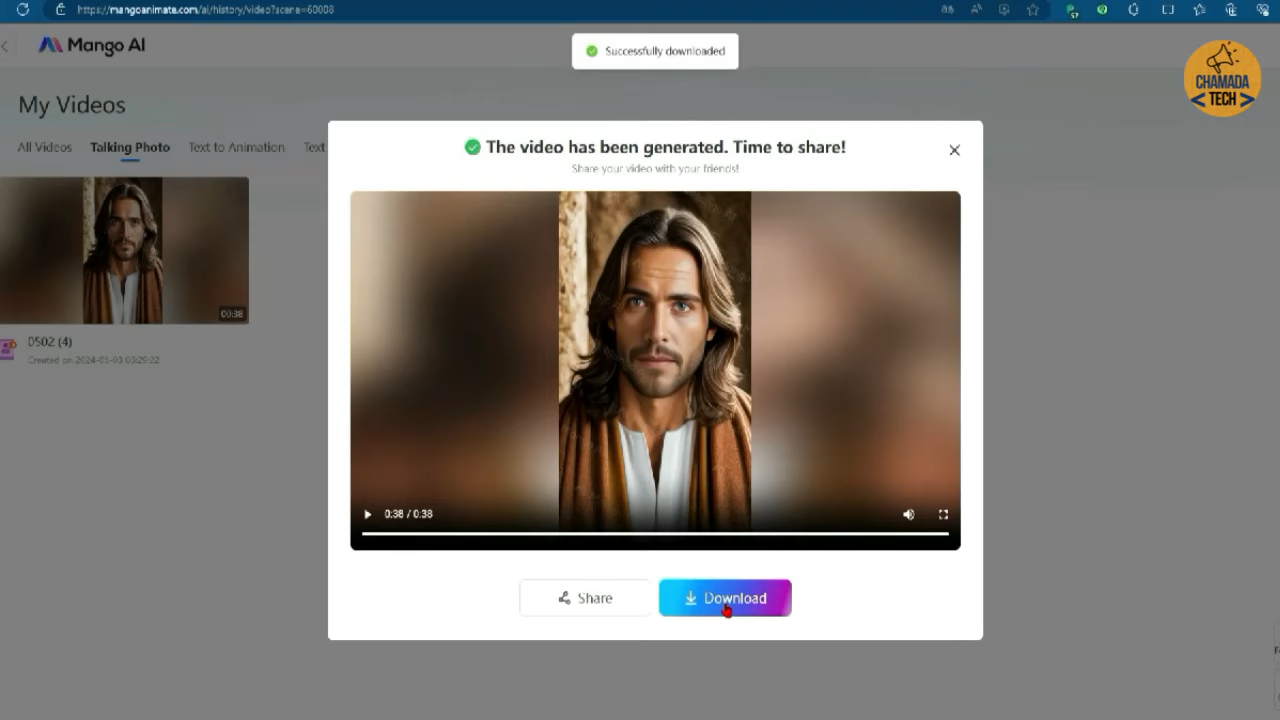 https://mangoanimate.com/ai/history/video?scene=60008
Mango AI
Successfully downloaded
CHAMADA
< TECH >
My Videos
All Videos Talking Photo Text to Animation Text
The video has been generated. Time to share!
Share your video with your friends!
00:38
0502 (4)
Created on 2024-05-03 03:29:22
0:38 / 0:38
Share Download